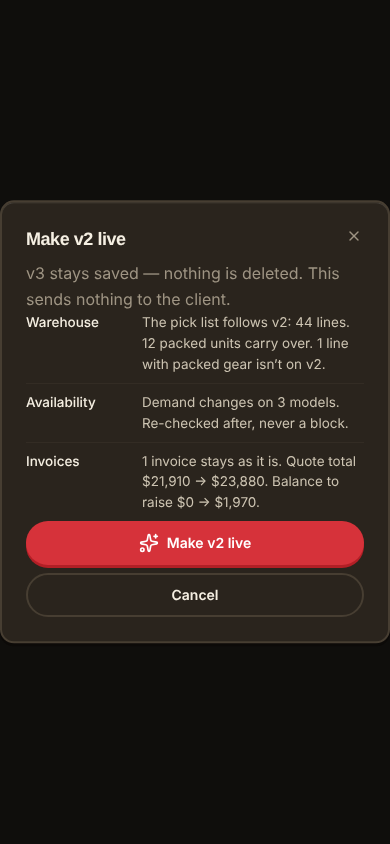 Make v2 live
v3 stays saved — nothing is deleted. This
sends nothing to the client.
Warehouse
The pick list follows v2: 44 lines.
12 packed units carry over. 1 line
with packed gear isn’t on v2.
Availability
Demand changes on 3 models.
Re-checked after, never a block.
Invoices
1 invoice stays as it is. Quote total
$21,910 → $23,880. Balance to
raise $0 → $1,970.
Make v2 live
Cancel